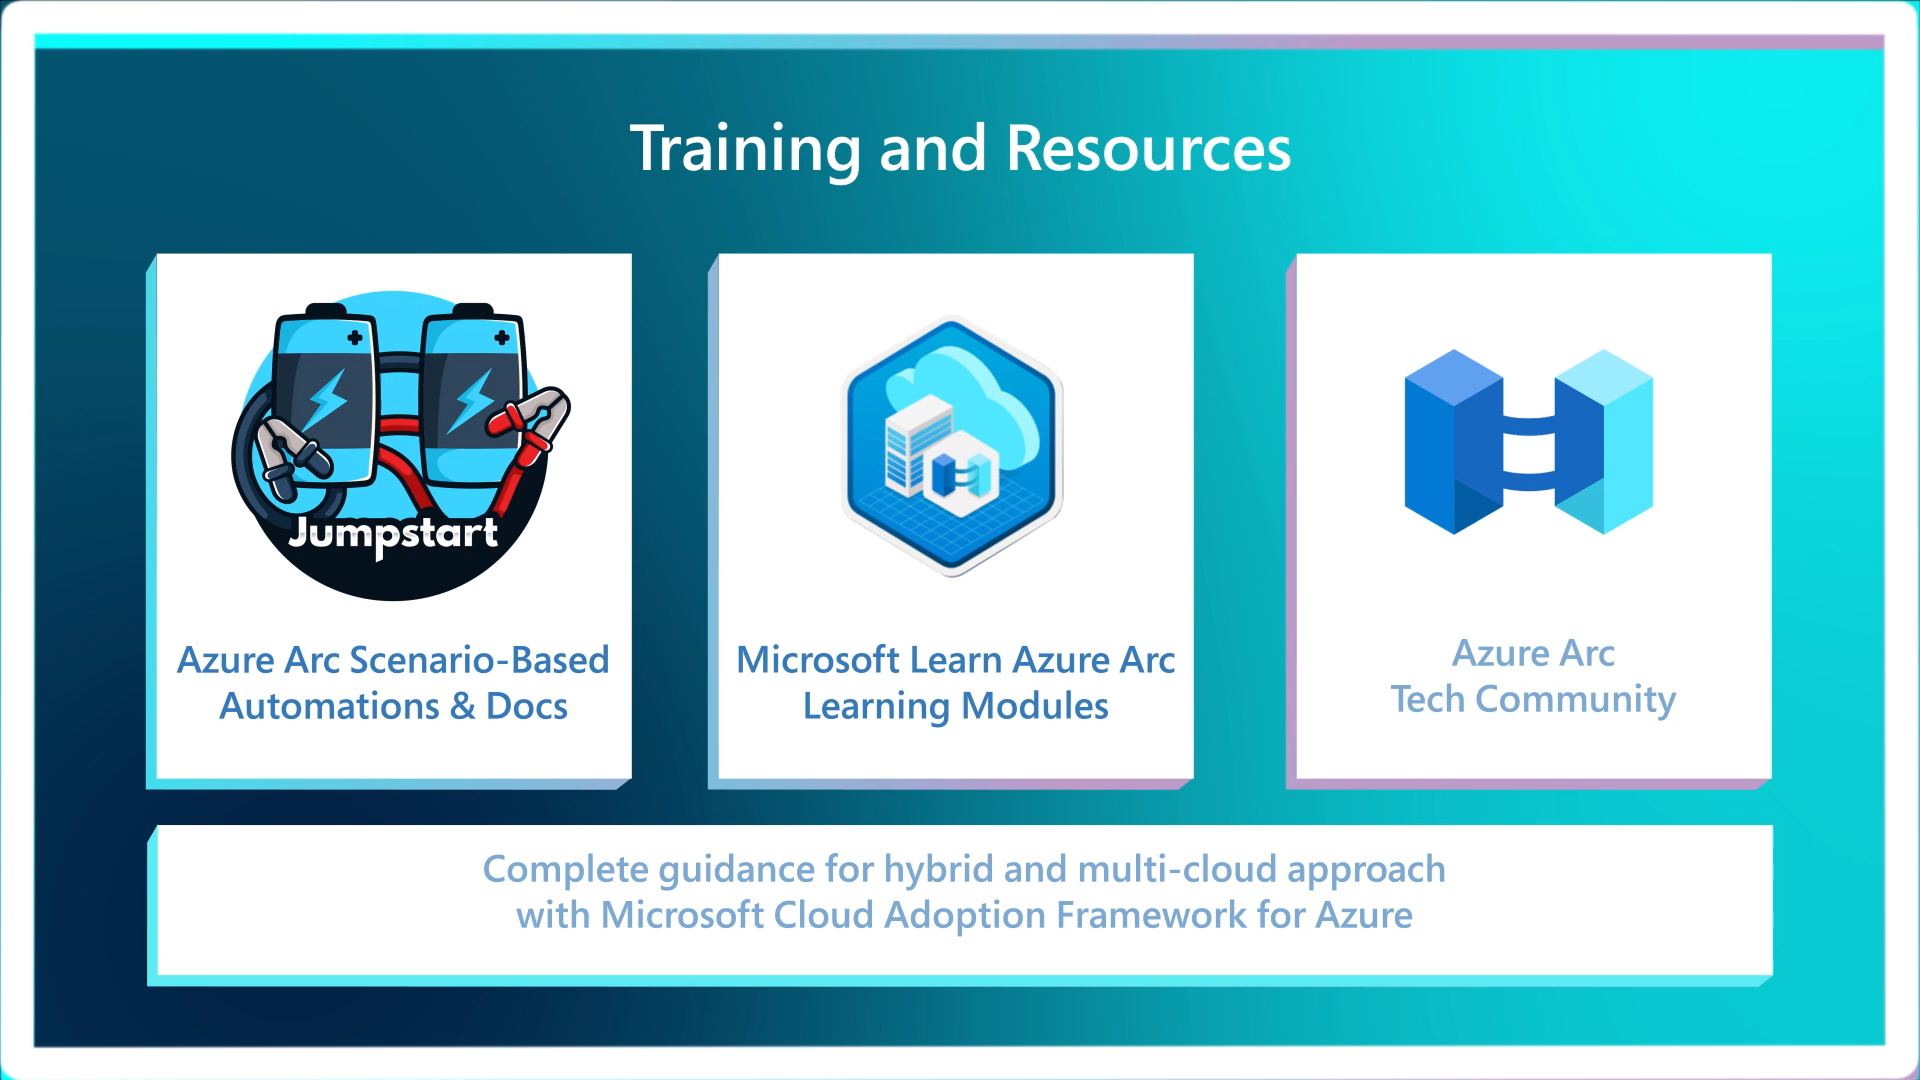 Training and Resources
Jumpstart
Azure Arc Scenario-Based
Automations & Docs
Microsoft Learn Azure Arc
Learning Modules
Azure Arc
Tech Community
Complete guidance for hybrid and multi-cloud approach
with Microsoft Cloud Adoption Framework for Azure